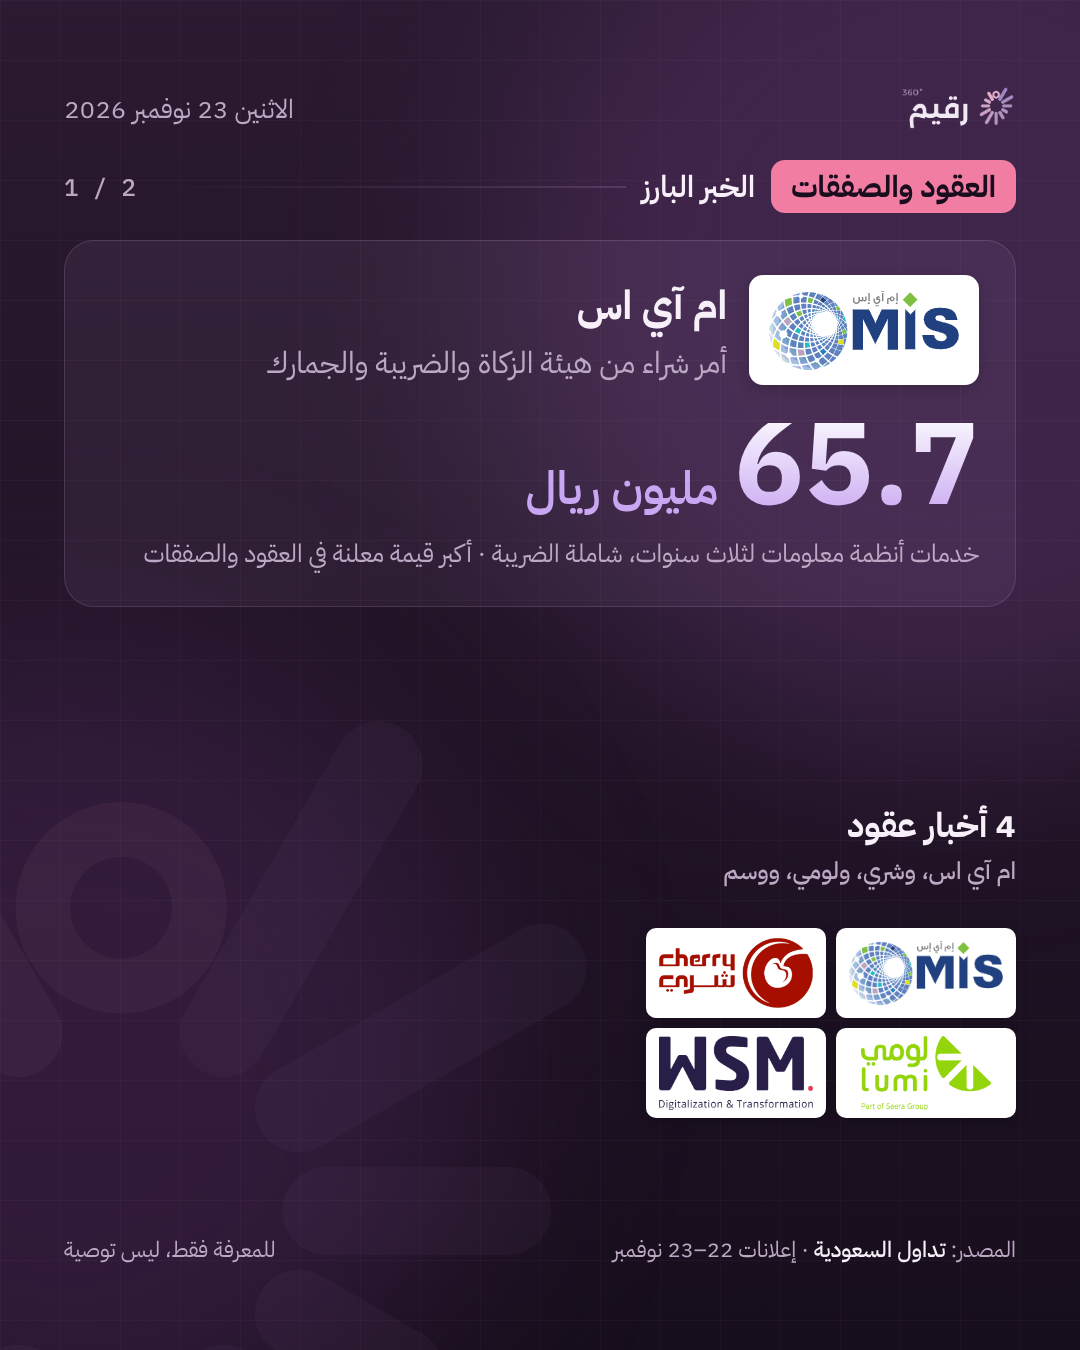 رقيم 360°
الاثنين 23 نوفمبر 2026
العقود والصفقات
الخبر البارز
1 / 2
إم آي إس
MIS
ام آي اس
أمر شراء من هيئة الزكاة والضريبة والجمارك
65.7 مليون ريال
خدمات أنظمة معلومات لثلاث سنوات، شاملة الضريبة · أكبر قيمة معلنة في العقود والصفقات
4 أخبار عقود
ام آي اس، وشري، ولومي، ووسم
إم آي إس
MIS
cherry
شري
لومي
lumi
Part of Seera Group
WSM.
Digitalization & Transformation
المصدر: تداول السعودية · إعلانات 22–23 نوفمبر
للمعرفة فقط، ليس توصية